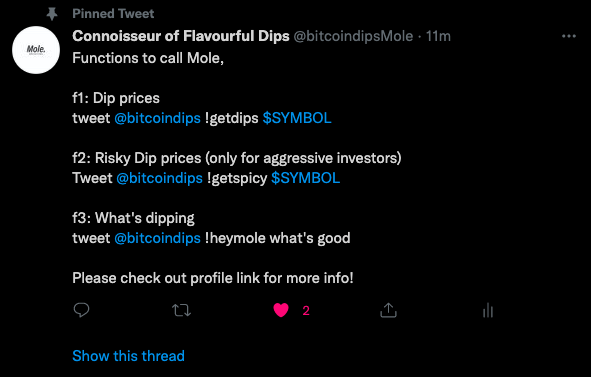 Pinned Tweet
Connoisseur of Flavourful Dips @bitcoindipsMole · 11m
Mole.
Functions to call Mole,
f1: Dip prices
tweet @bitcoindips !getdips $SYMBOL
f2: Risky Dip prices (only for aggressive investors)
Tweet @bitcoindips !getspicy $SYMBOL
f3: What's dipping
tweet @bitcoindips !heymole what's good
Please check out profile link for more info!
2
Show this thread